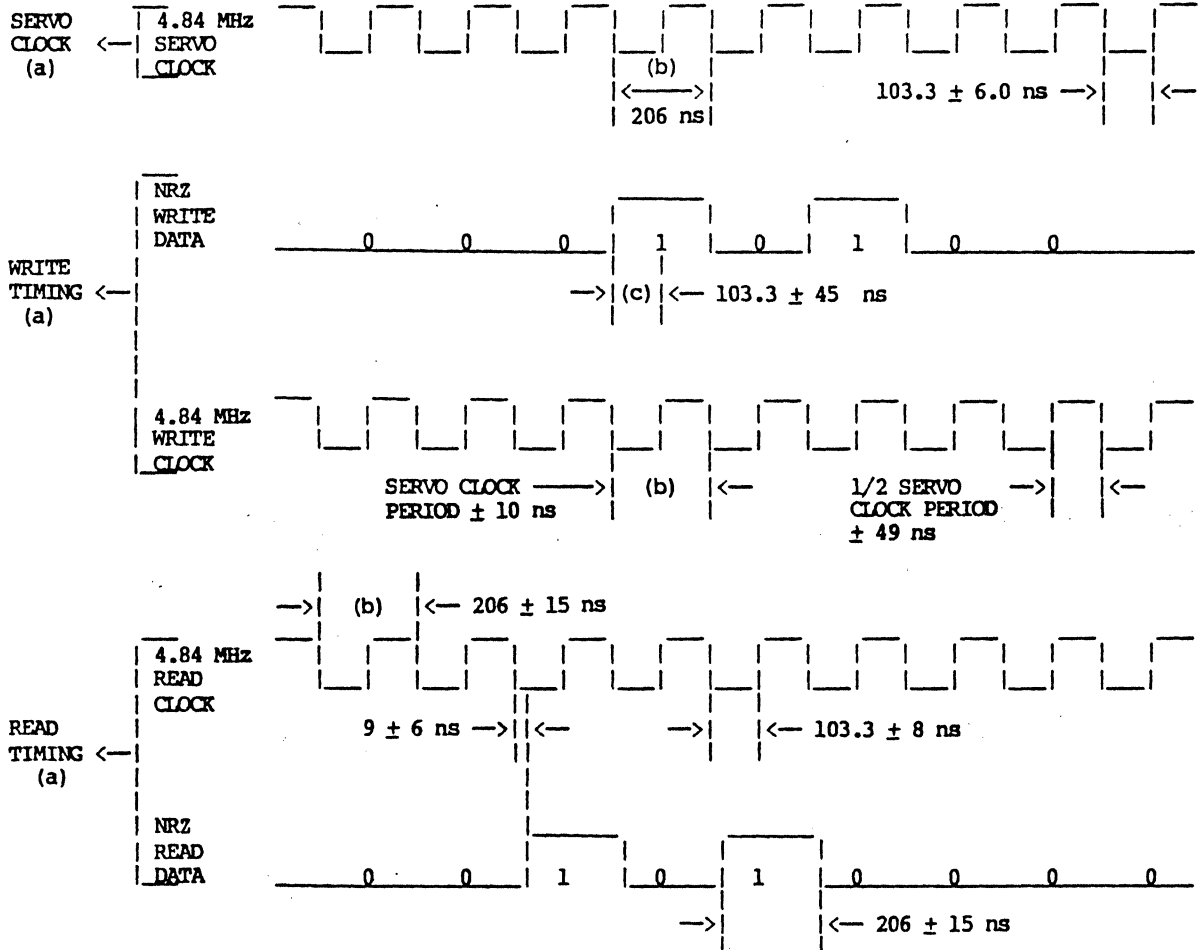 SERVO
CLOCK <—
(a)
4.84 MHz
SERVO
CLOCK
(b)
206 ns
103.3 ± 6.0 ns
WRITE
TIMING <—
(a)
NRZ
WRITE
DATA
0 0 0 1 0 1 0 0
(c)
103.3 ± 45 ns
4.84 MHz
WRITE
CLOCK
SERVO CLOCK
PERIOD ± 10 ns
(b)
1/2 SERVO
CLOCK PERIOD
± 49 ns
(b)
206 ± 15 ns
READ
TIMING <—
(a)
4.84 MHz
READ
CLOCK
9 ± 6 ns
103.3 ± 8 ns
NRZ
READ
DATA
0 0 1 0 1 0 0 0 0
206 ± 15 ns